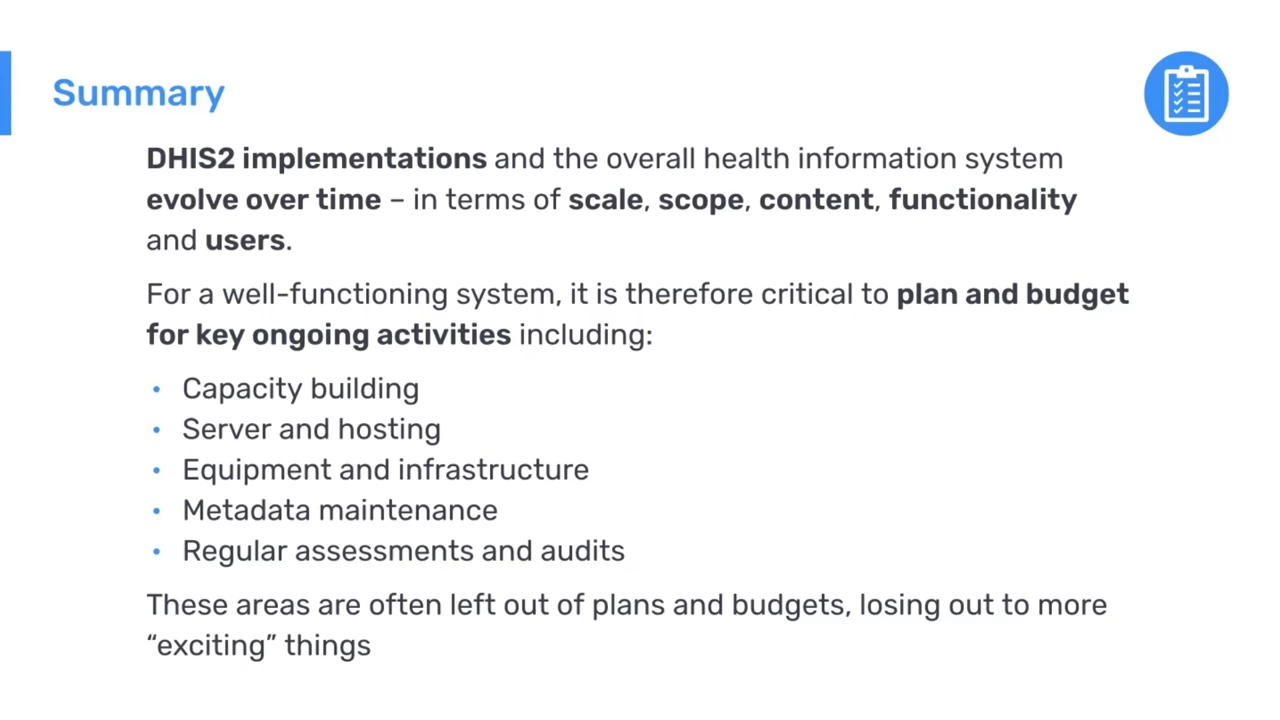 Summary
DHIS2 implementations and the overall health information system
evolve over time – in terms of scale, scope, content, functionality
and users.
For a well-functioning system, it is therefore critical to plan and budget
for key ongoing activities including:
• Capacity building
• Server and hosting
• Equipment and infrastructure
• Metadata maintenance
• Regular assessments and audits
These areas are often left out of plans and budgets, losing out to more
“exciting” things